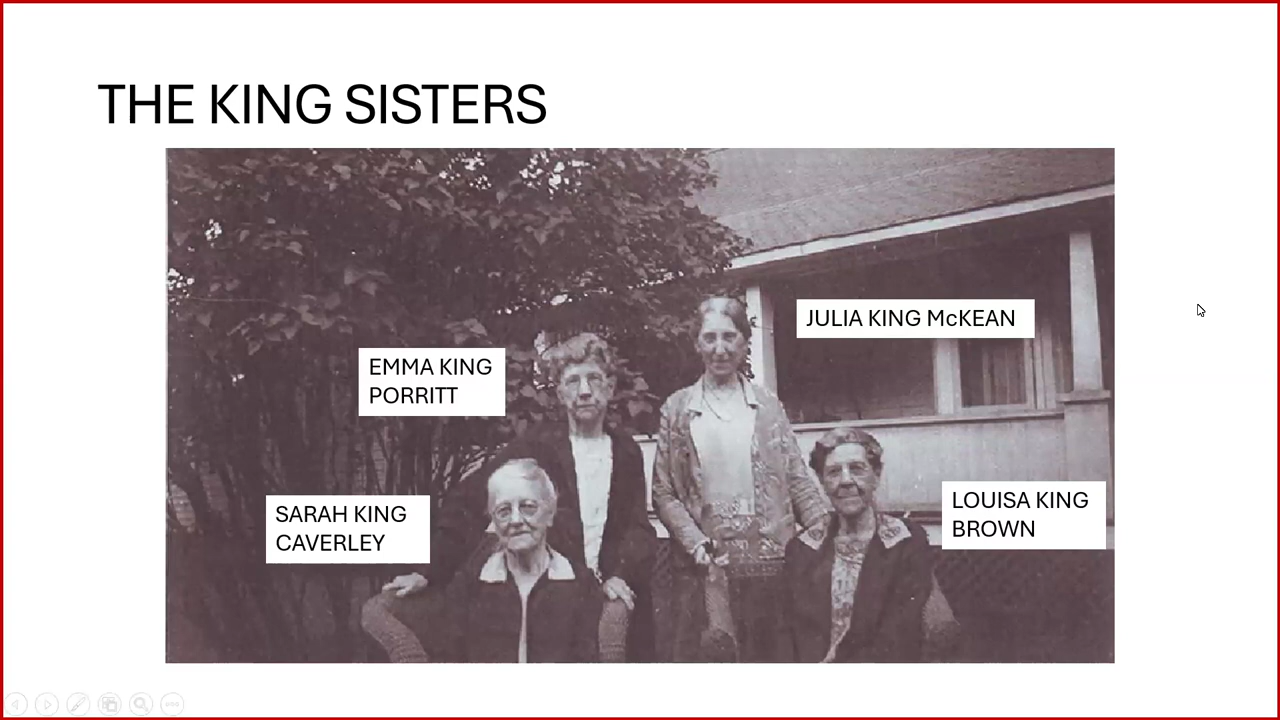 THE KING SISTERS
JULIA KING McKEAN
EMMA KING
PORRITT
SARAH KING
CAVERLEY
LOUISA KING
BROWN